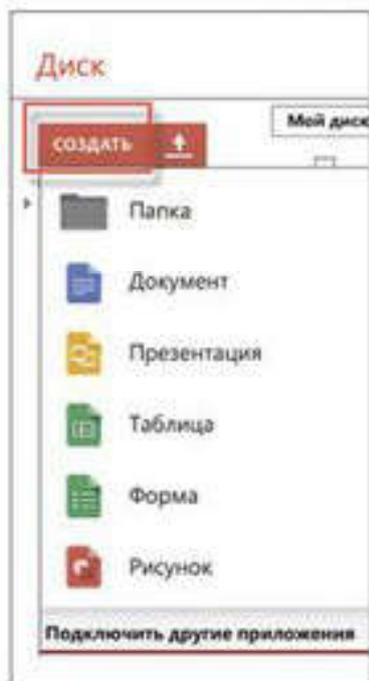 Диск
Мой диск
СОЗДАТЬ
Папка
Документ
Презентация
Таблица
Форма
Рисунок
Подключить другие приложения